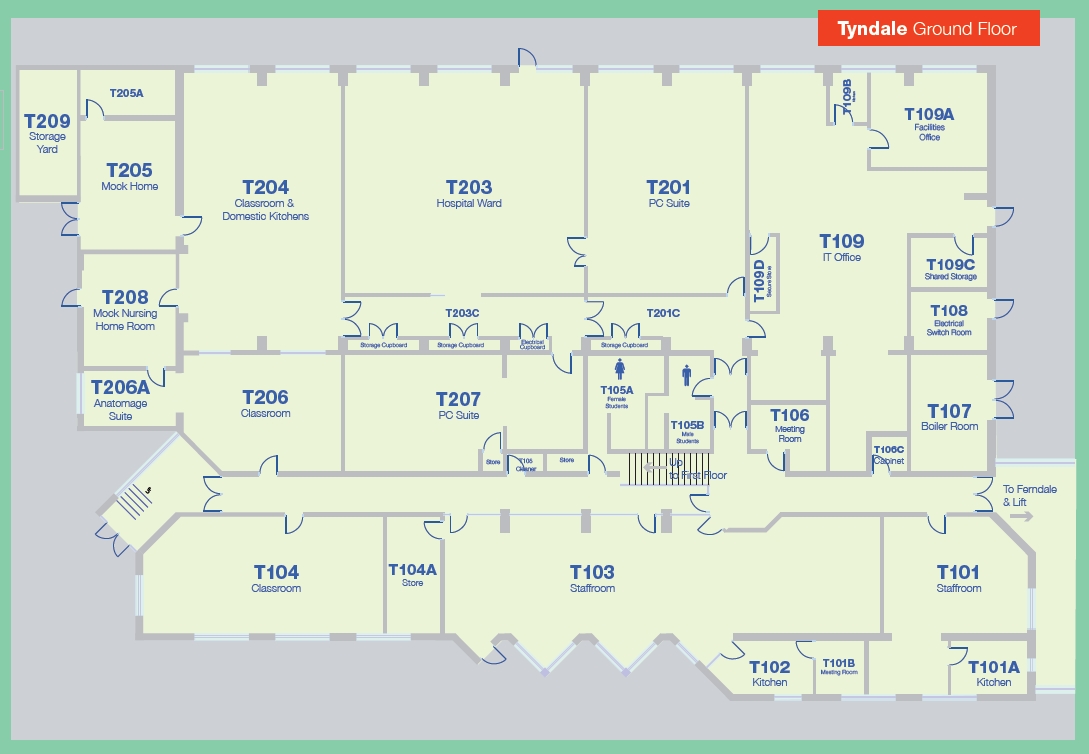 Tyndale Ground Floor
T205A
T209
Storage
Yard
T205
Mock Home
T204
Classroom &
Domestic Kitchens
T203
Hospital Ward
T201
PC Suite
T109B
T109A
Facilities
Office
T109
IT Office
T109C
Shared Storage
T109D
T208
Mock Nursing
Home Room
T203C
T201C
T108
Electrical
Switch Room
Storage Cupboard
Storage Cupboard
Electrical
Cupboard
Storage Cupboard
T206A
Anatomage
Suite
T206
Classroom
T207
PC Suite
T105A
Female
Students
T105B
Male
Students
T106
Meeting
Room
T107
Boiler Room
T106C
Cabinet
Store
T105
Cleaner
Store
Up
to First Floor
To Ferndale
& Lift
T104
Classroom
T104A
Store
T103
Staffroom
T101
Staffroom
T102
Kitchen
T101B
Meeting Room
T101A
Kitchen